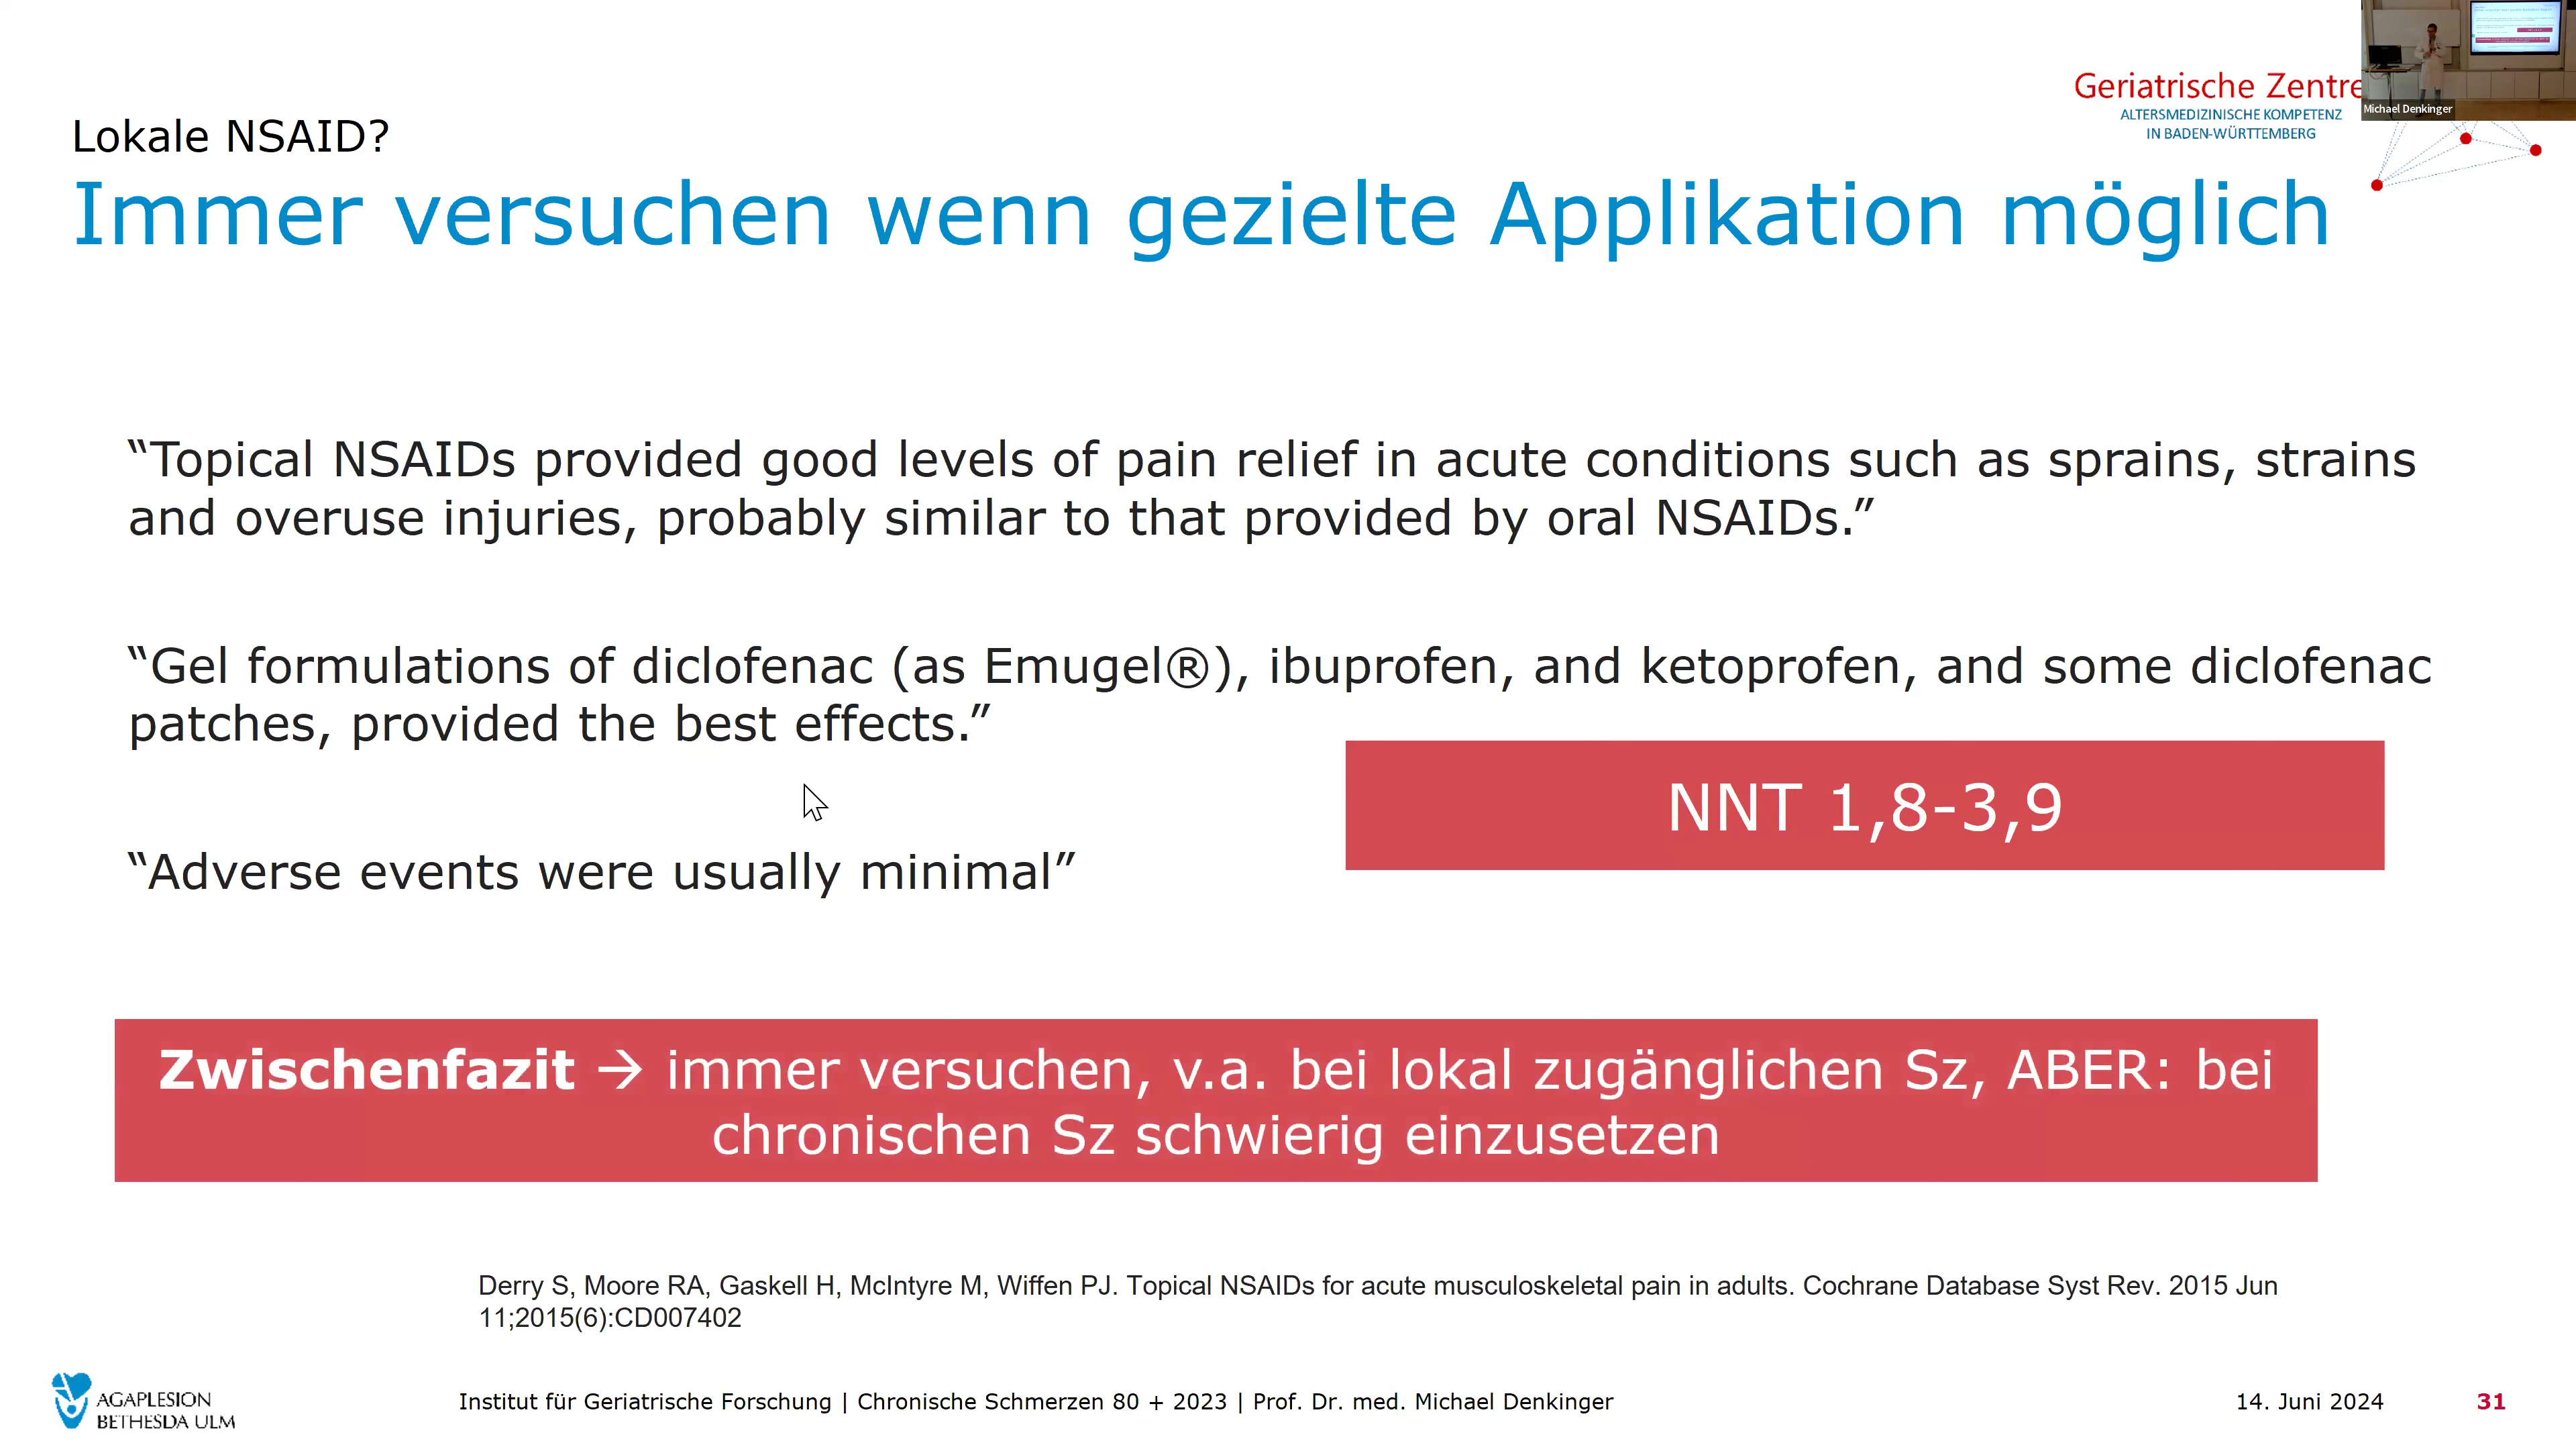 Geriatrische Zentre
ALTERSMEDIZINISCHE KOMPETENZ
IN BADEN-WÜRTTEMBERG
Michael Denkinger
Lokale NSAID?
Immer versuchen wenn gezielte Applikation möglich
“Topical NSAIDs provided good levels of pain relief in acute conditions such as sprains, strains
and overuse injuries, probably similar to that provided by oral NSAIDs.”
“Gel formulations of diclofenac (as Emugel®), ibuprofen, and ketoprofen, and some diclofenac
patches, provided the best effects.”
NNT 1,8-3,9
“Adverse events were usually minimal”
Zwischenfazit → immer versuchen, v.a. bei lokal zugänglichen Sz, ABER: bei
chronischen Sz schwierig einzusetzen
Derry S, Moore RA, Gaskell H, McIntyre M, Wiffen PJ. Topical NSAIDs for acute musculoskeletal pain in adults. Cochrane Database Syst Rev. 2015 Jun
11;2015(6):CD007402
AGAPLESION
BETHESDA ULM
Institut für Geriatrische Forschung | Chronische Schmerzen 80 + 2023 | Prof. Dr. med. Michael Denkinger
14. Juni 2024
31